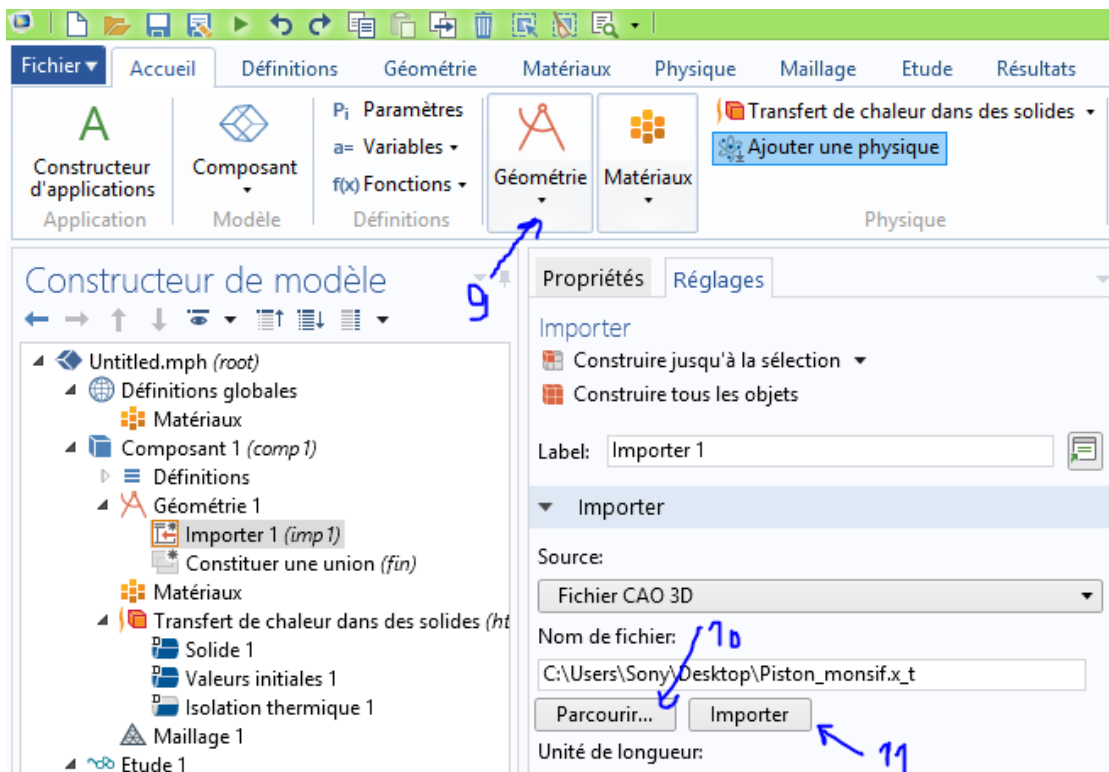 Fichier Accueil Définitions Géométrie Matériaux Physique Maillage Etude Résultats
A
Constructeur
d'applications
Application
Composant
Modèle
Pi Paramètres
a= Variables
f(x) Fonctions
Définitions
Géométrie
Matériaux
Transfert de chaleur dans des solides
Ajouter une physique
Physique
9
Constructeur de modèle
Untitled.mph (root)
Définitions globales
Matériaux
Composant 1 (comp1)
Définitions
Géométrie 1
Importer 1 (imp1)
Constituer une union (fin)
Matériaux
Transfert de chaleur dans des solides (ht
Solide 1
Valeurs initiales 1
Isolation thermique 1
Maillage 1
Etude 1
Propriétés Réglages
Importer
Construire jusqu'à la sélection
Construire tous les objets
Label: Importer 1
Importer
Source:
Fichier CAO 3D
Nom de fichier: 10
C:\Users\Sony\Desktop\Piston_monsif.x_t
Parcourir... Importer
Unité de longueur: 11